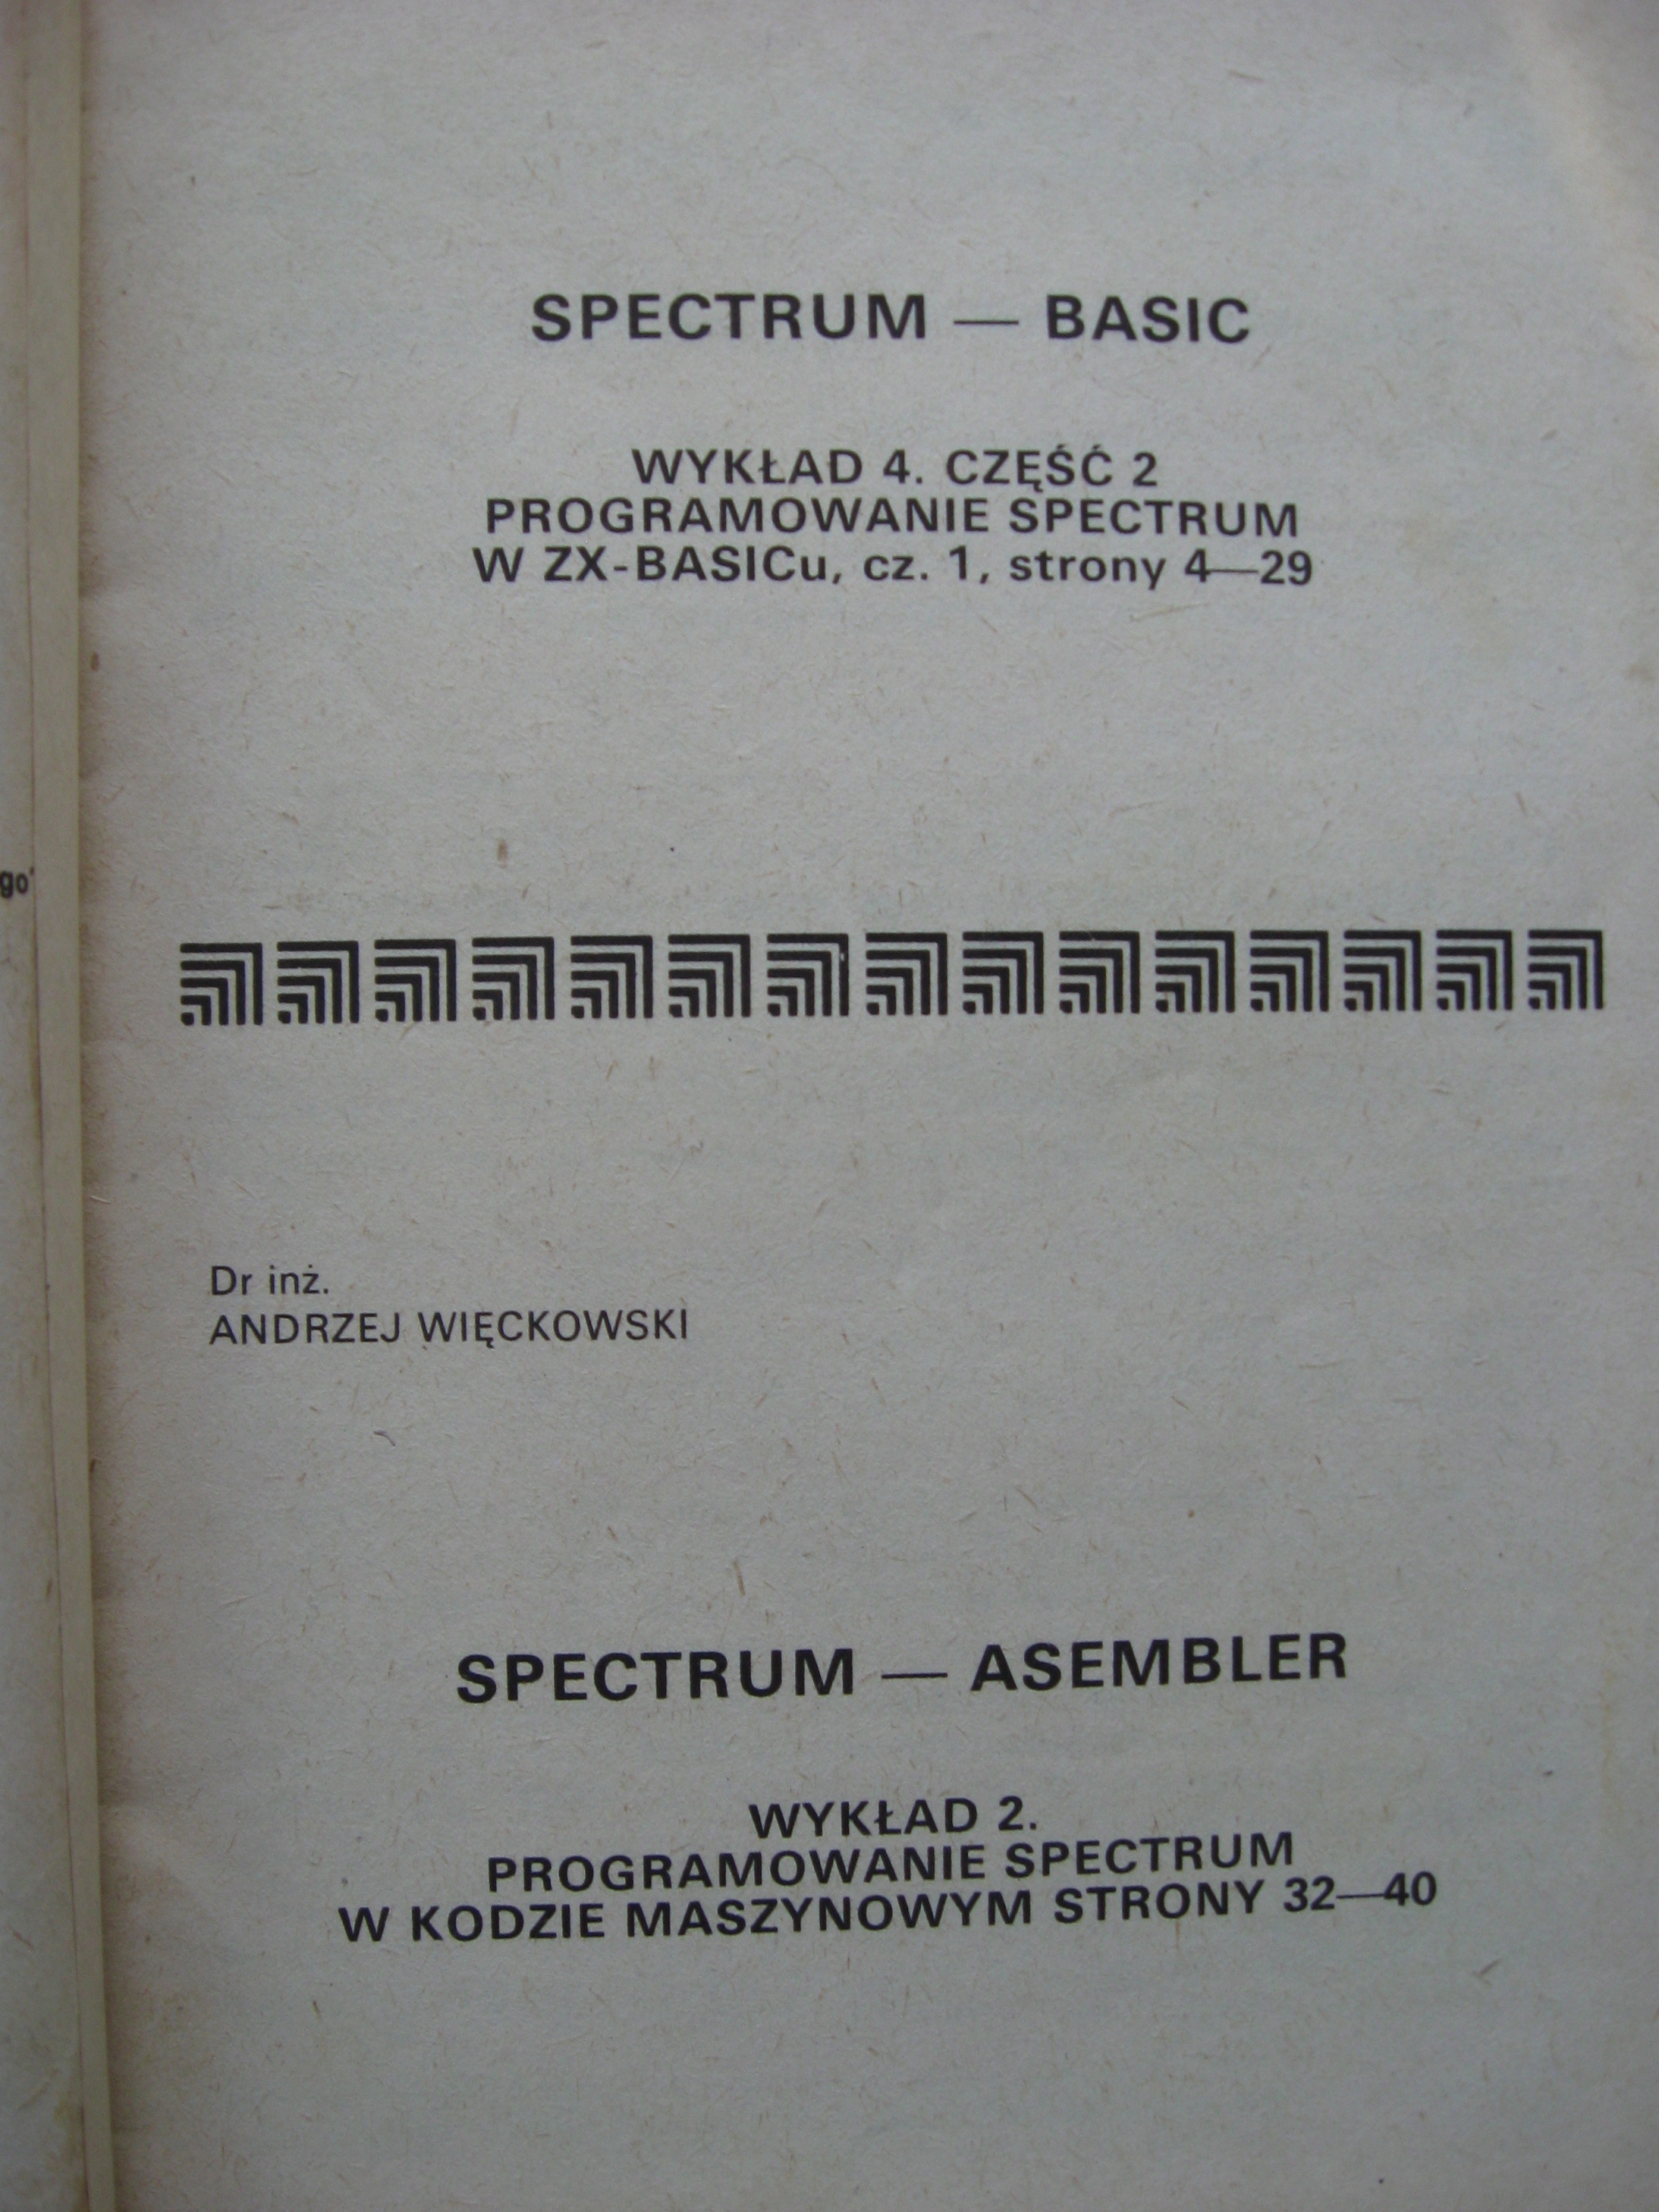 SPECTRUM — BASIC
WYKŁAD 4. CZĘŚĆ 2
PROGRAMOWANIE SPECTRUM
W ZX-BASICu, cz. 1, strony 4—29
go'
Dr inż.
ANDRZEJ WIĘCKOWSKI
SPECTRUM — ASEMBLER
WYKŁAD 2.
PROGRAMOWANIE SPECTRUM
W KODZIE MASZYNOWYM STRONY 32—40